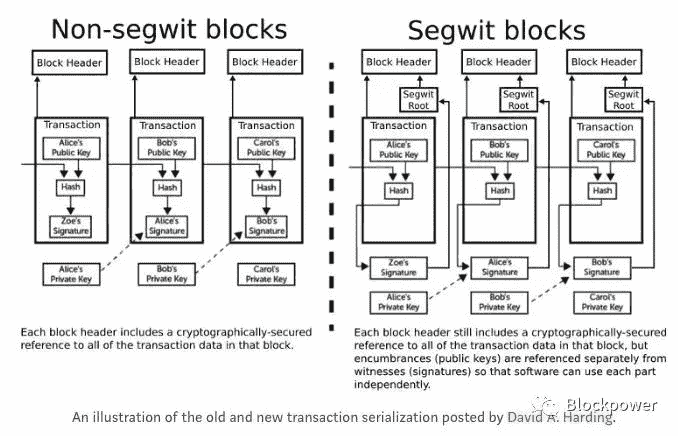 Non-segwit blocks
Block Header
Block Header
Block Header
Transaction
Alice's
Public Key
Hash
Zoe's
Signature
Transaction
Bob's
Public Key
Hash
Alice's
Signature
Transaction
Carol's
Public Key
Hash
Bob's
Signature
Alice's
Private Key
Bob's
Private Key
Carol's
Private Key
Each block header includes a cryptographically-secured
reference to all of the transaction data in that block.
Segwit blocks
Block Header
Block Header
Block Header
Segwit
Root
Segwit
Root
Segwit
Root
Transaction
Alice's
Public Key
Hash
Transaction
Bob's
Public Key
Hash
Transaction
Carol's
Public Key
Hash
Zoe's
Signature
Alice's
Signature
Bob's
Signature
Alice's
Private Key
Bob's
Private Key
Carol's
Private Key
Each block header still includes a cryptographically-secured
reference to all of the transaction data in that block, but
encumbrances (public keys) are referenced separately from
witnesses (signatures) so that software can use each part
independently.
Blockpower
An illustration of the old and new transaction serialization posted by David A. Harding.